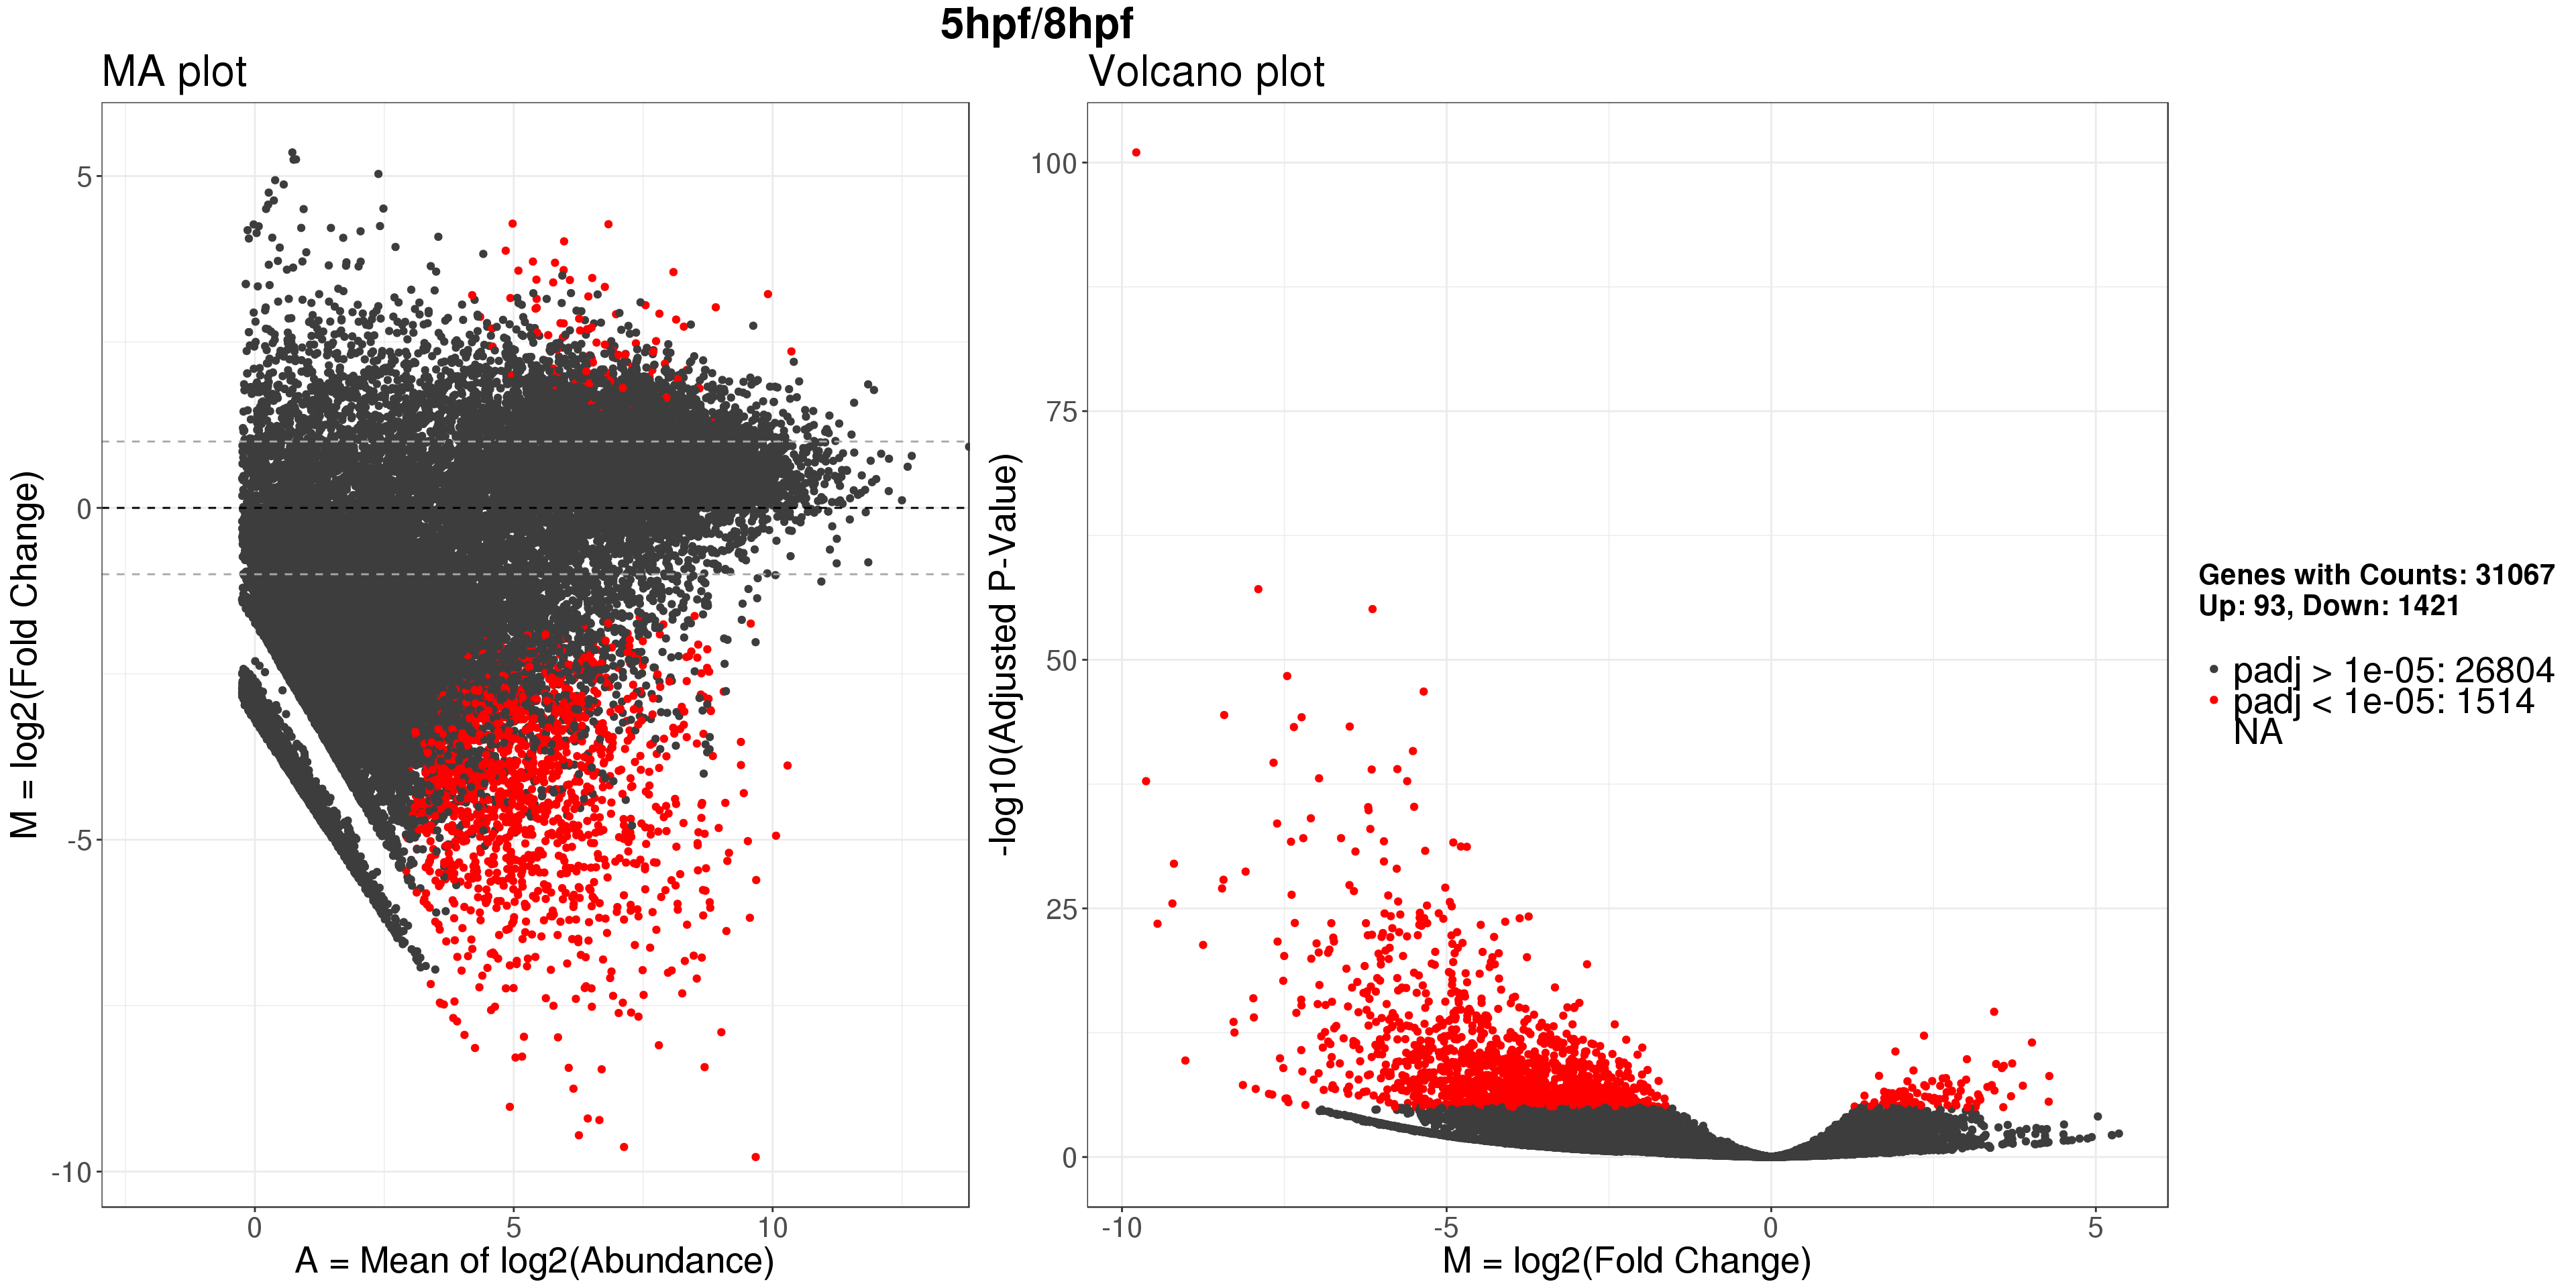 5hpf/8hpf
MA plot
Volcano plot
M = log2(Fold Change)
5
0
-5
-10
0
5
10
A = Mean of log2(Abundance)
-log10(Adjusted P-Value)
100
75
50
25
0
-10
-5
0
5
M = log2(Fold Change)
Genes with Counts: 31067
Up: 93, Down: 1421
padj > 1e-05: 26804
padj < 1e-05: 1514
NA